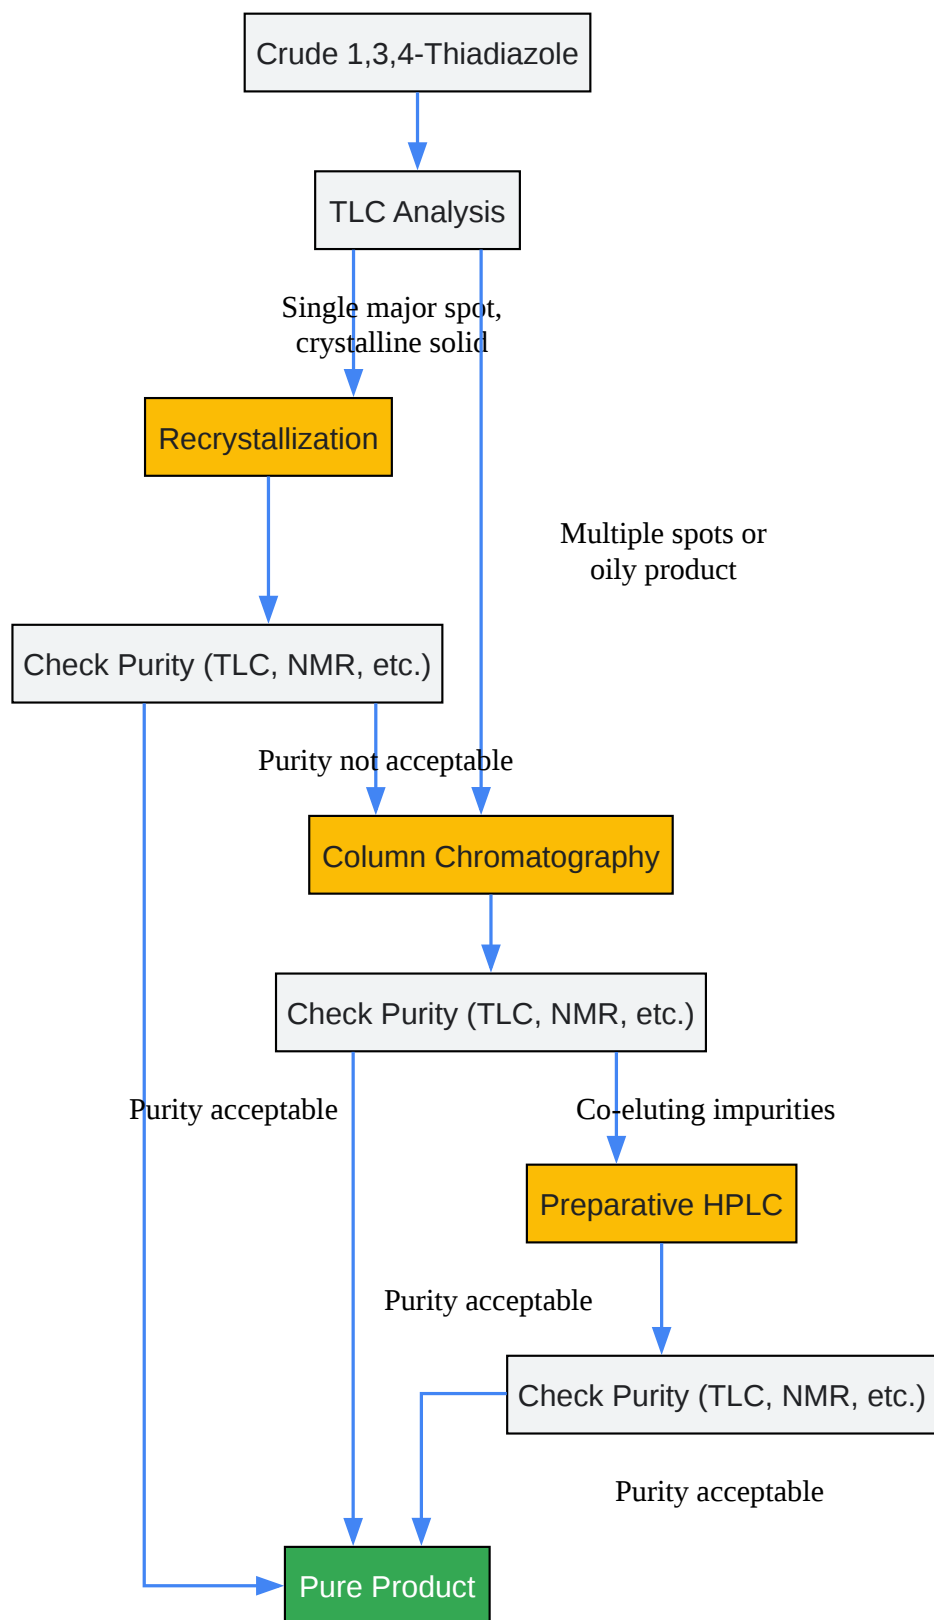 Crude 1,3,4-Thiadiazole
TLC Analysis
Single major spot,
crystalline solid
Recrystallization
Multiple spots or
oily product
Check Purity (TLC, NMR, etc.)
Purity not acceptable
Column Chromatography
Check Purity (TLC, NMR, etc.)
Purity acceptable
Co-eluting impurities
Preparative HPLC
Purity acceptable
Check Purity (TLC, NMR, etc.)
Purity acceptable
Pure Product